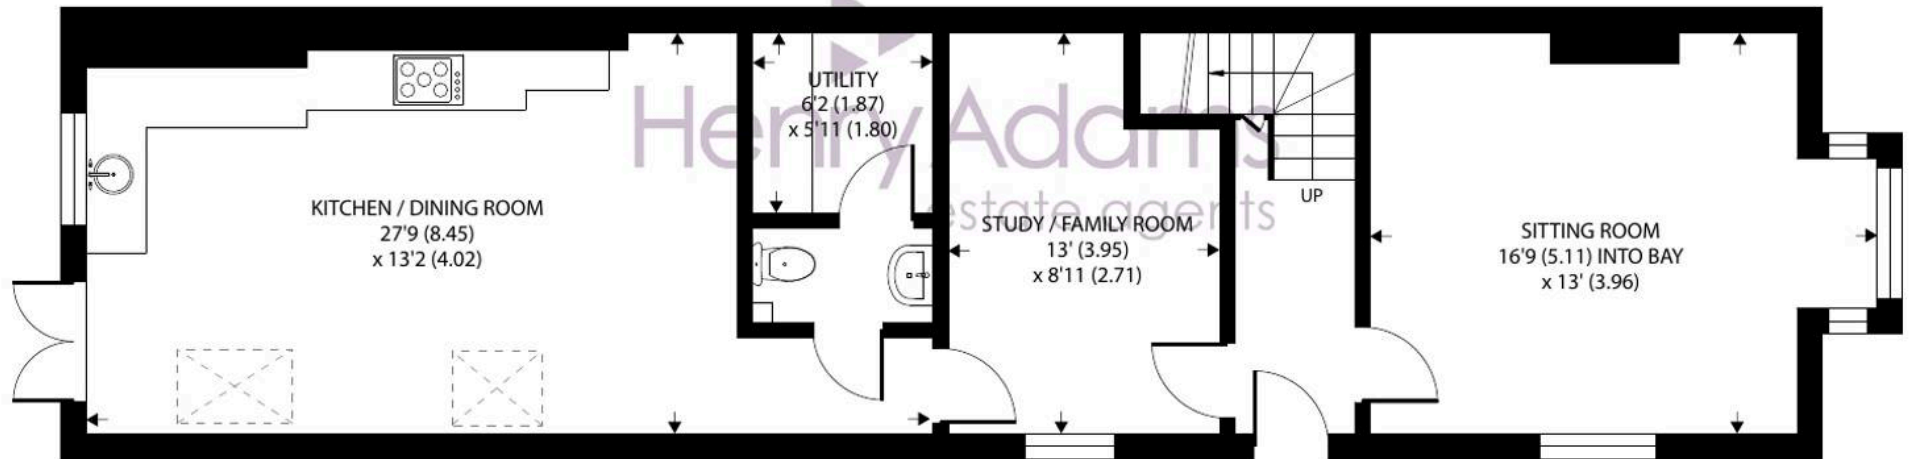 Henry Adams
estate agents
KITCHEN / DINING ROOM
27'9 (8.45)
x 13'2 (4.02)
UTILITY
6'2 (1.87)
x 5'11 (1.80)
STUDY / FAMILY ROOM
13' (3.95)
x 8'11 (2.71)
UP
SITTING ROOM
16'9 (5.11) INTO BAY
x 13' (3.96)